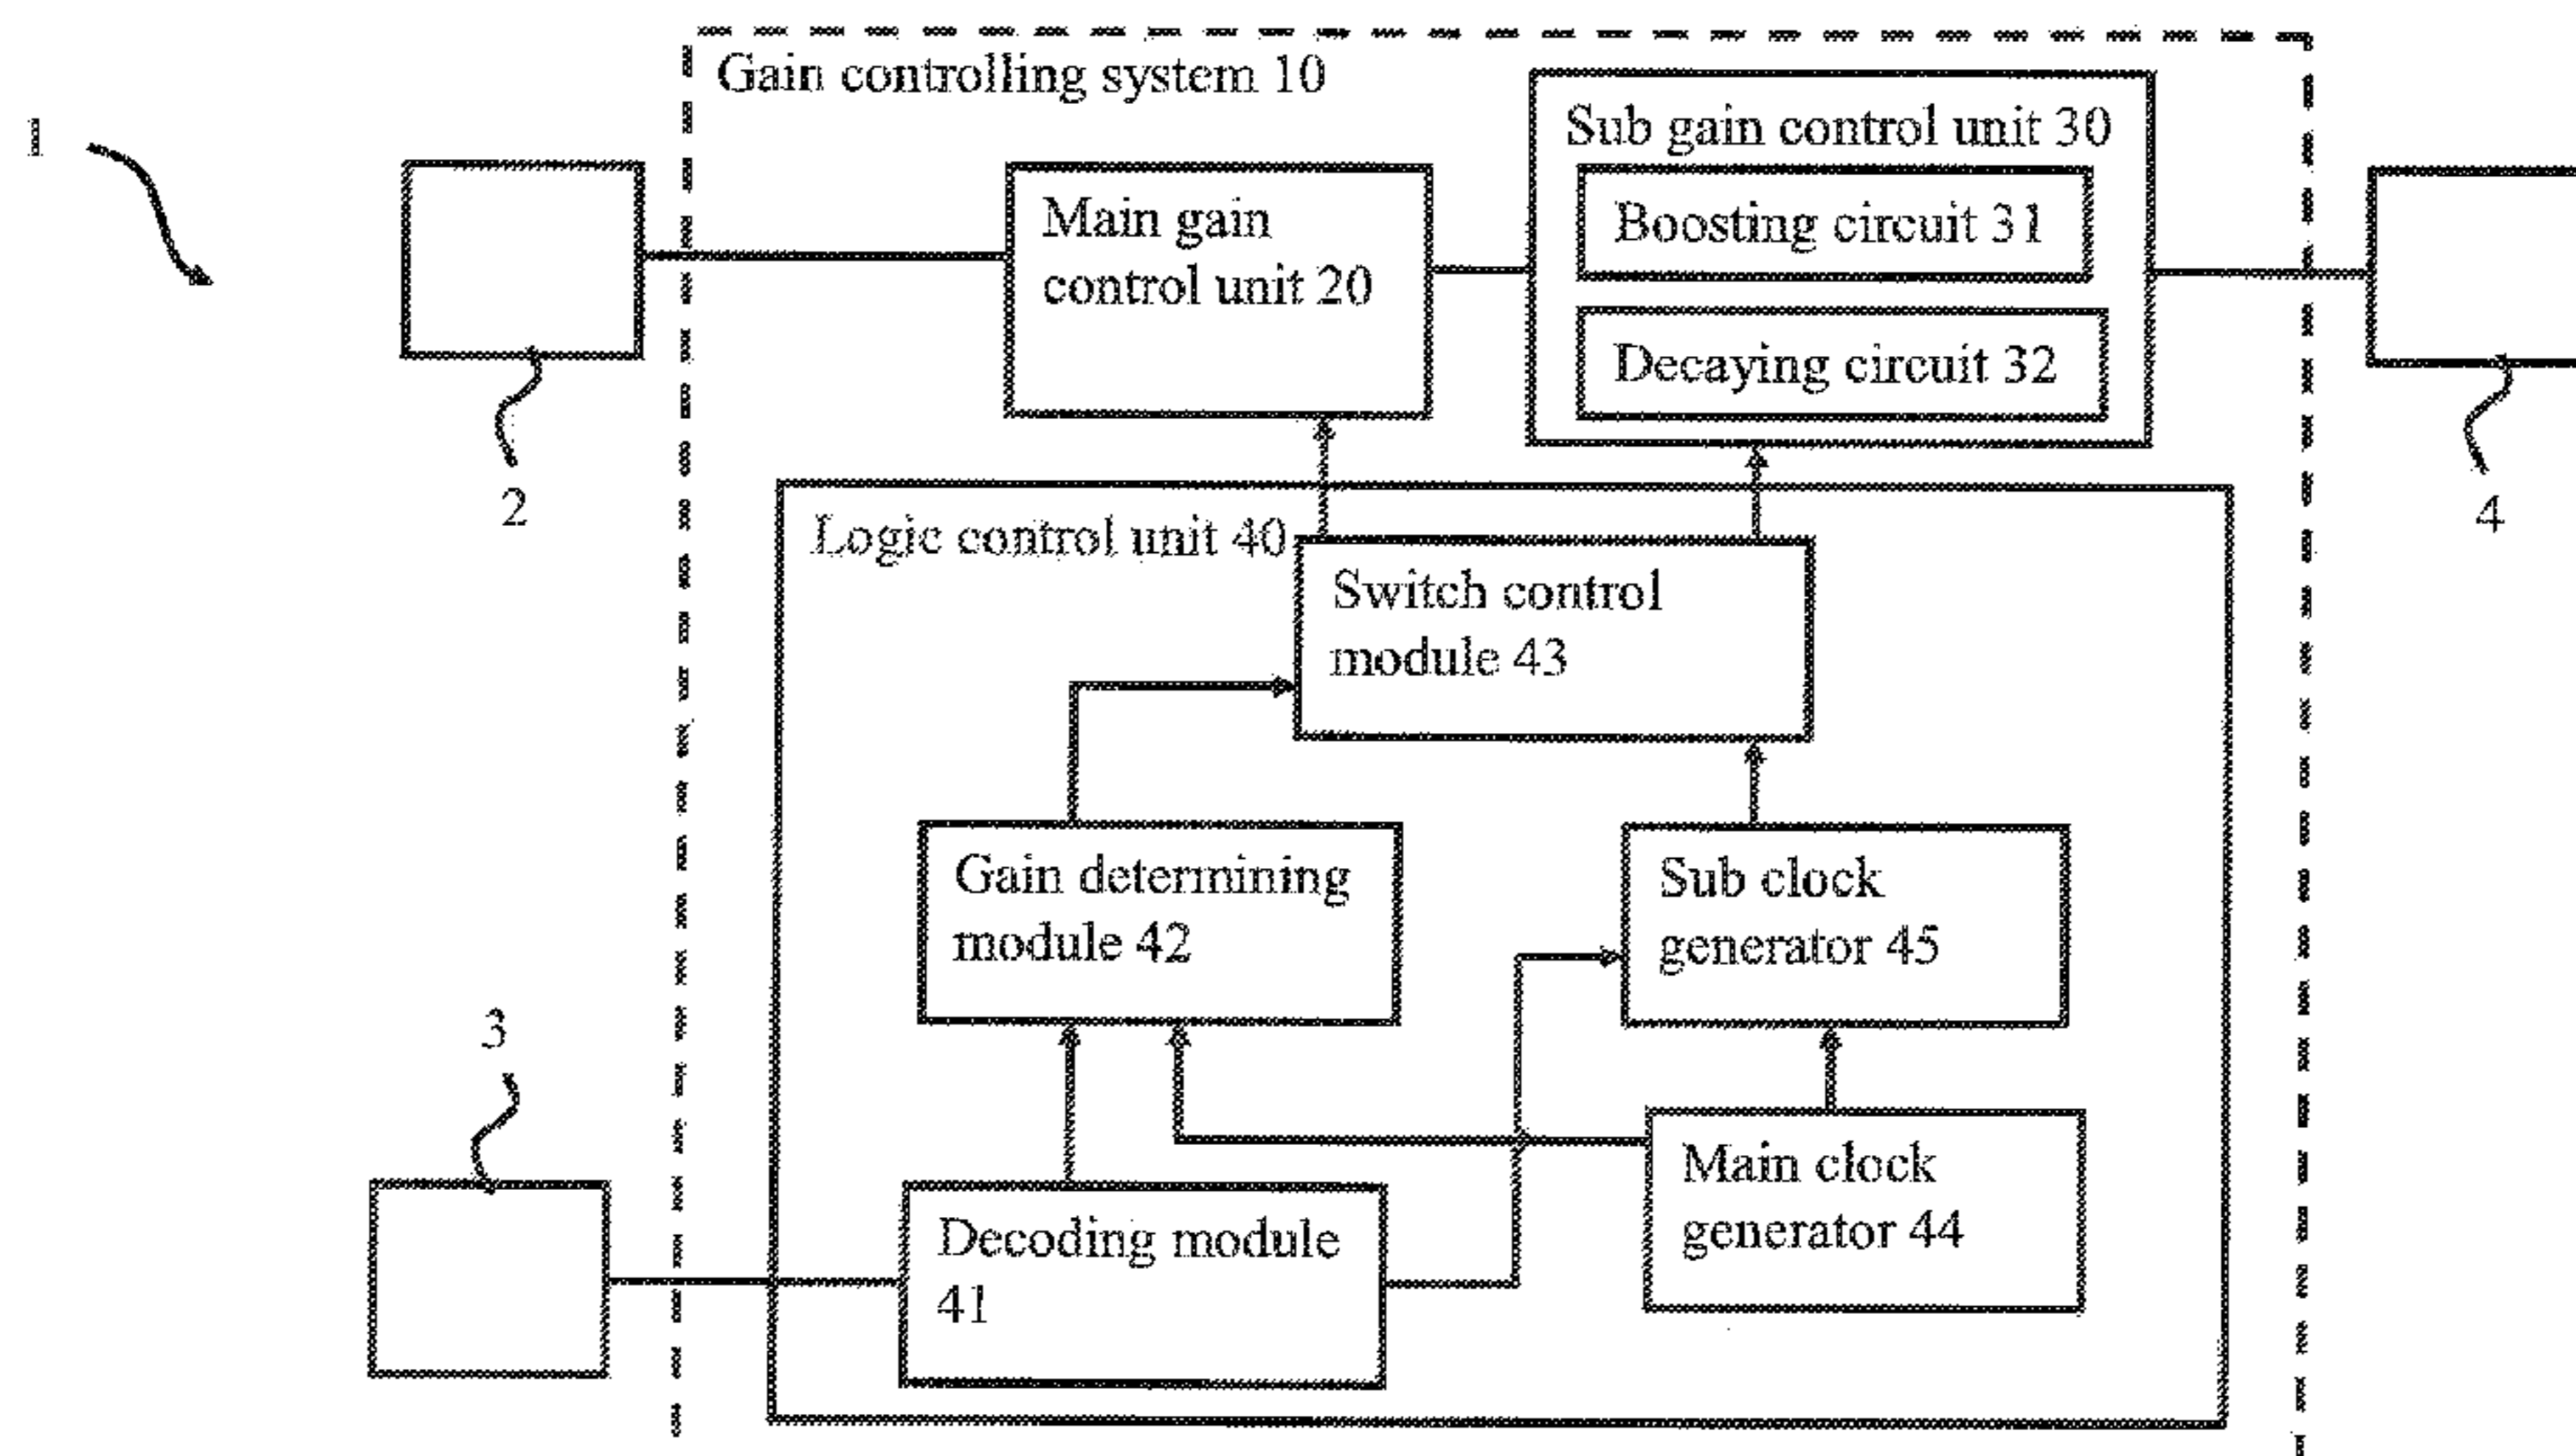 Gain controlling system 10
1
Sub gain control unit 30
Main gain
control unit 20
Boosting circuit 31
Decaying circuit 32
2
4
Logic control unit 40
Switch control
module 43
Gain determining
module 42
Sub clock
generator 45
3
Main clock
generator 44
Decoding module
41